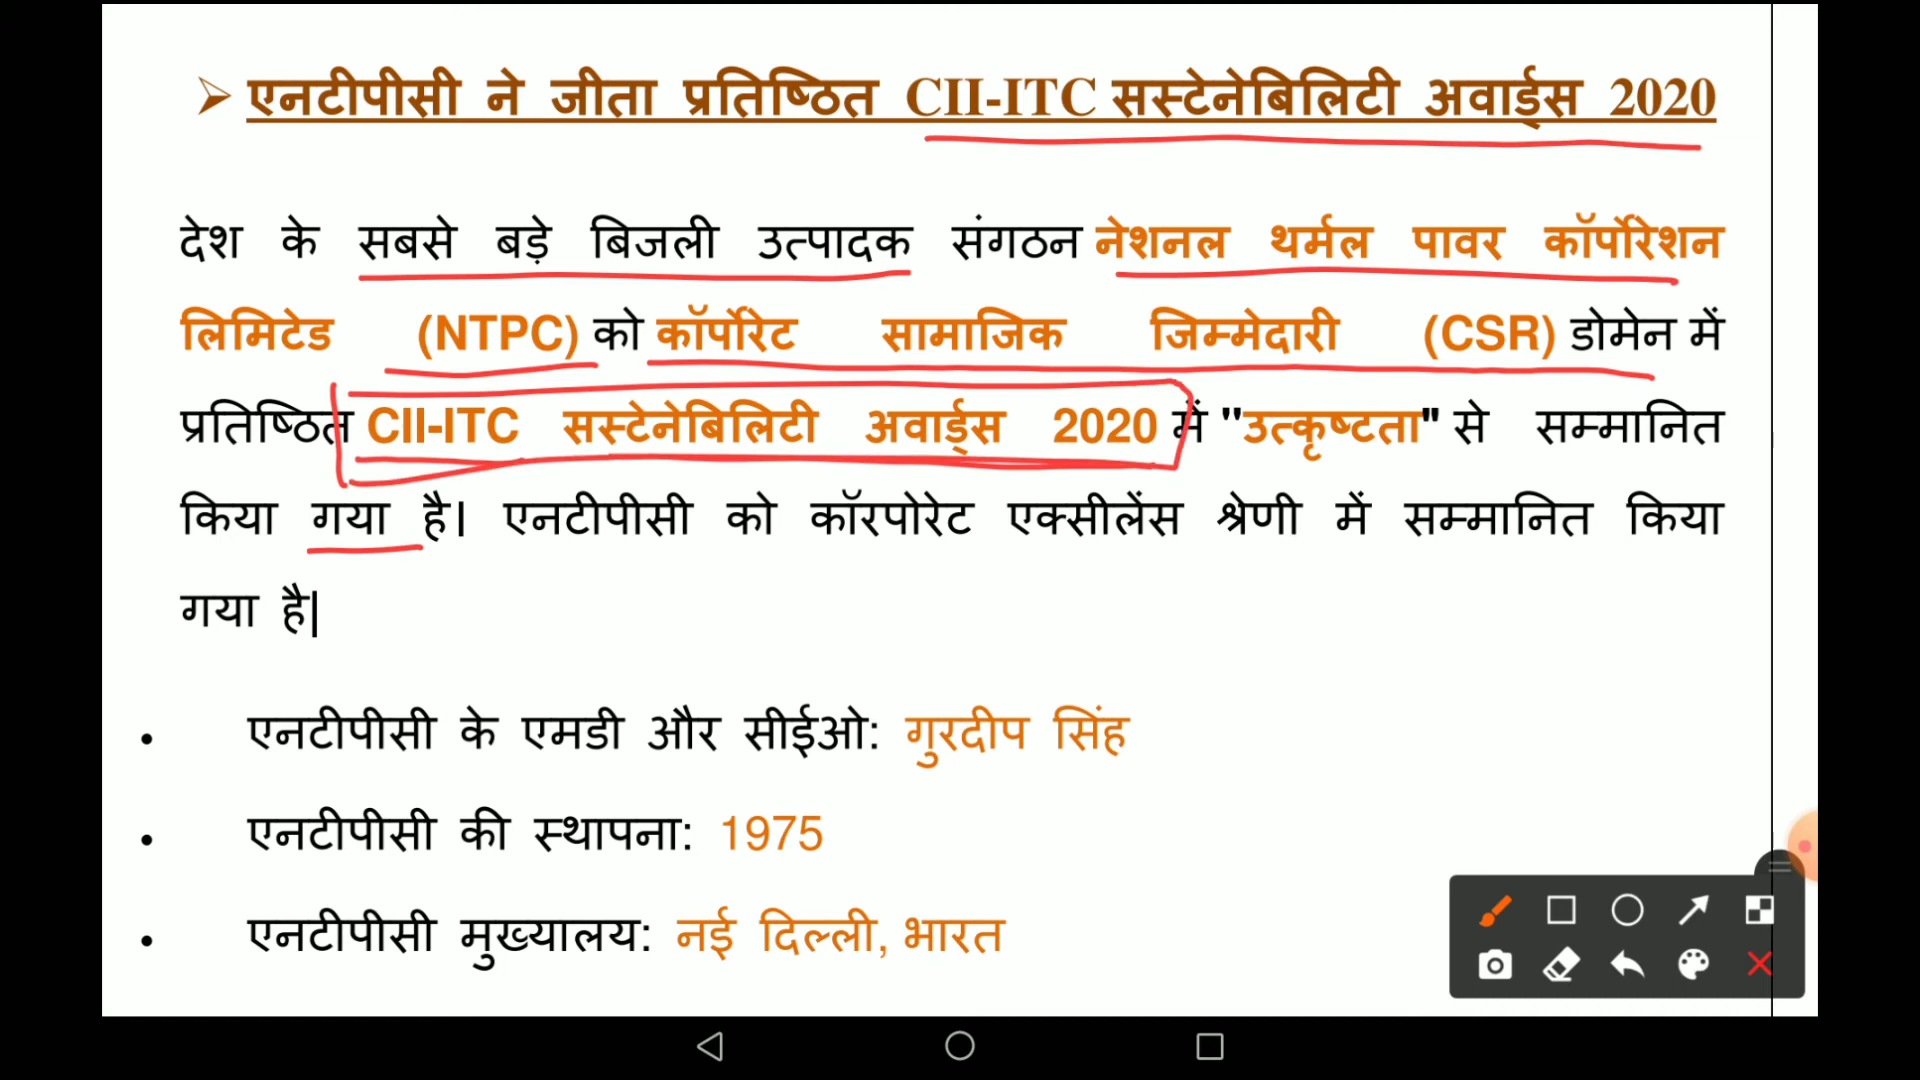 ➢ एनटीपीसी ने जीता प्रतिष्ठित CII-ITC सस्टेनेबिलिटी अवार्ड्स 2020
देश के सबसे बड़े बिजली उत्पादक संगठन नेशनल थर्मल पावर कॉर्पोरेशन
लिमिटेड (NTPC) को कॉर्पोरेट सामाजिक जिम्मेदारी (CSR) डोमेन में
प्रतिष्ठित CII-ITC सस्टेनेबिलिटी अवार्ड्स 2020 में "उत्कृष्टता" से सम्मानित
किया गया है। एनटीपीसी को कॉरपोरेट एक्सीलेंस श्रेणी में सम्मानित किया
गया है|
• एनटीपीसी के एमडी और सीईओ: गुरदीप सिंह
• एनटीपीसी की स्थापना: 1975
• एनटीपीसी मुख्यालय: नई दिल्ली, भारत